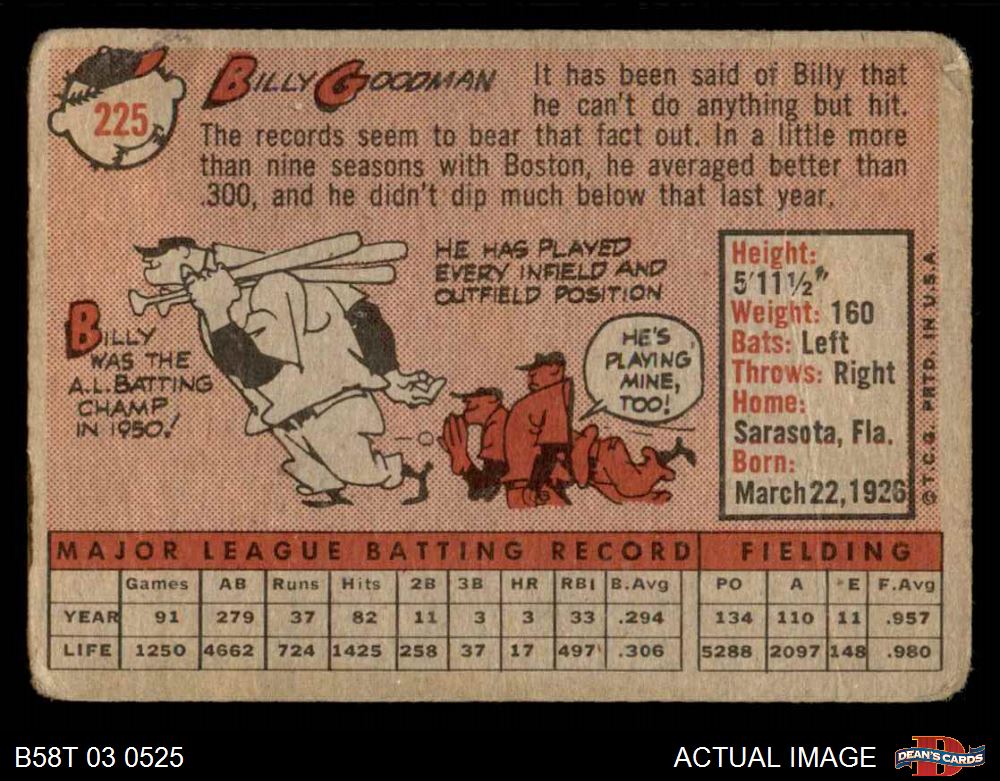 225
BILLY GOODMAN
It has been said of Billy that
he can't do anything but hit.
The records seem to bear that fact out. In a little more
than nine seasons with Boston, he averaged better than
.300, and he didn't dip much below that last year.
HE HAS PLAYED
EVERY INFIELD AND
OUTFIELD POSITION
BILLY
WAS THE
A.L. BATTING
CHAMP
IN 1950!
HE'S
PLAYING
MINE,
TOO!
Height:
5'11½"
Weight: 160
Bats: Left
Throws: Right
Home:
Sarasota, Fla.
Born:
March 22, 1926
© T.C.G. PRTD. IN U.S.A.
MAJOR LEAGUE BATTING RECORD FIELDING
Games AB Runs Hits 2B 3B HR RBI B.Avg PO A E F.Avg
YEAR 91 279 37 82 11 3 3 33 .294 134 110 11 .957
LIFE 1250 4662 724 1425 258 37 17 497 .306 5288 2097 148 .980
B58T 03 0525
ACTUAL IMAGE
D
DEAN'S CARDS